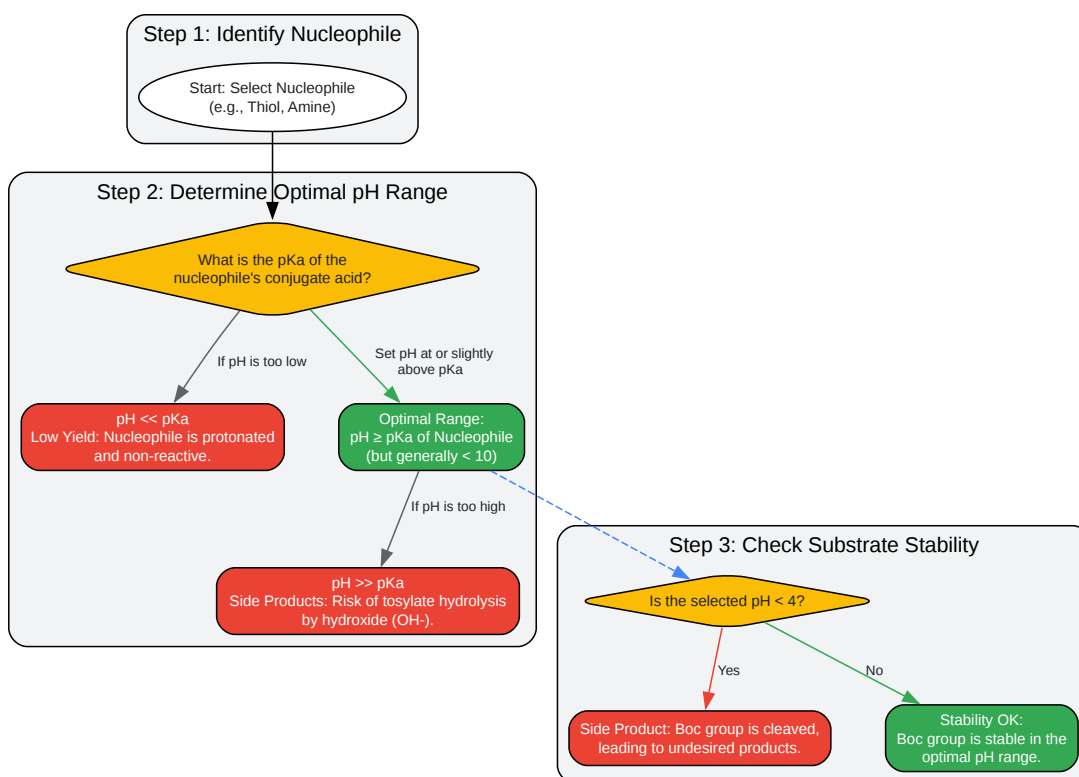 Step 1: Identify Nucleophile
Start: Select Nucleophile
(e.g., Thiol, Amine)
Step 2: Determine Optimal pH Range
What is the pKa of the
nucleophile's conjugate acid?
If pH is too low
Set pH at or slightly
above pKa
pH << pKa
Low Yield: Nucleophile is protonated
and non-reactive.
Optimal Range:
pH ≥ pKa of Nucleophile
(but generally < 10)
If pH is too high
pH >> pKa
Side Products: Risk of tosylate hydrolysis
by hydroxide (OH-).
Step 3: Check Substrate Stability
Is the selected pH < 4?
Yes
No
Side Product: Boc group is cleaved,
leading to undesired products.
Stability OK:
Boc group is stable in the
optimal pH range.